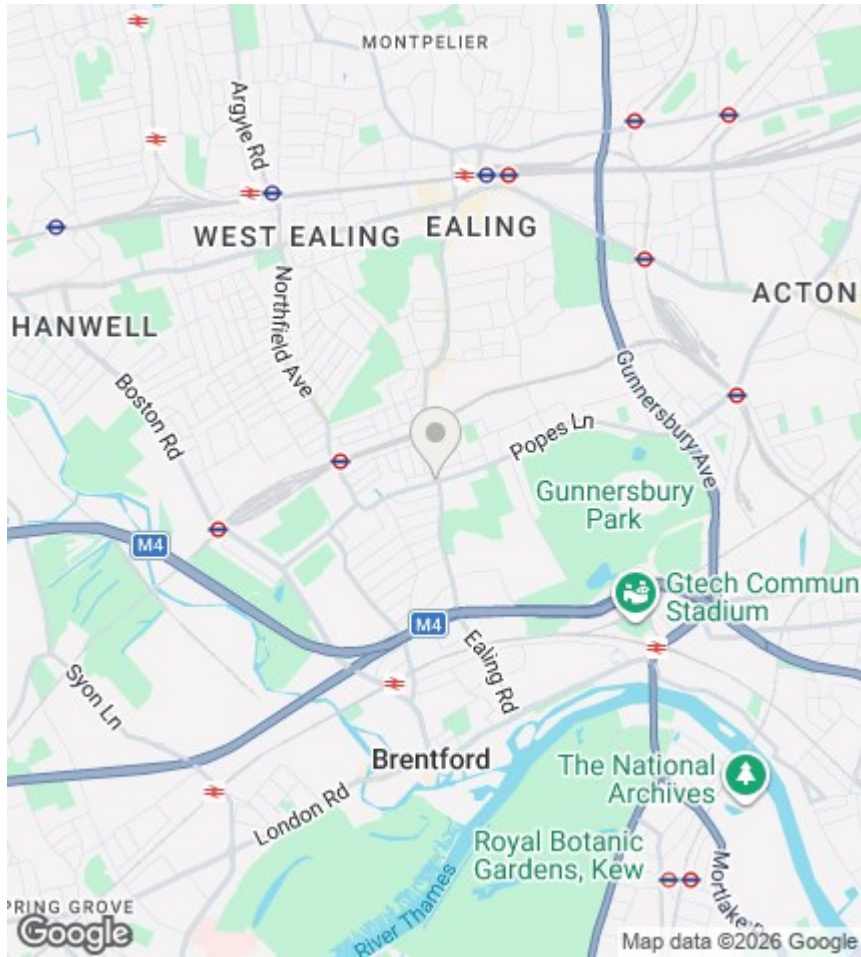 MONTPELIER
Argyle Rd
WEST EALING
EALING
ACTON
HANWELL
Northfield Ave
Boston Rd
Gunnersbury Ave
Popes Ln
Gunnersbury
Park
M4
Gtech Commun
Stadium
M4
Ealing Rd
Syon Ln
Brentford
The National
Archives
London Rd
Royal Botanic
Gardens, Kew
River Thames
PRING GROVE
Google
Map data ©2026 Google